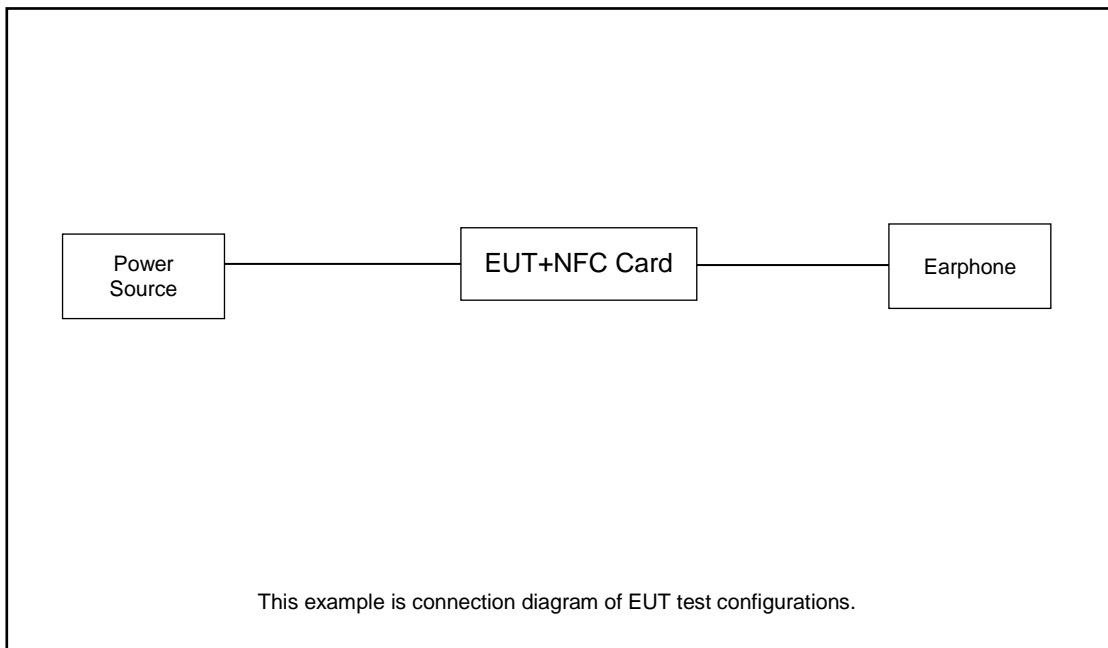 Power
Source
EUT+NFC Card
Earphone
This example is connection diagram of EUT test configurations.